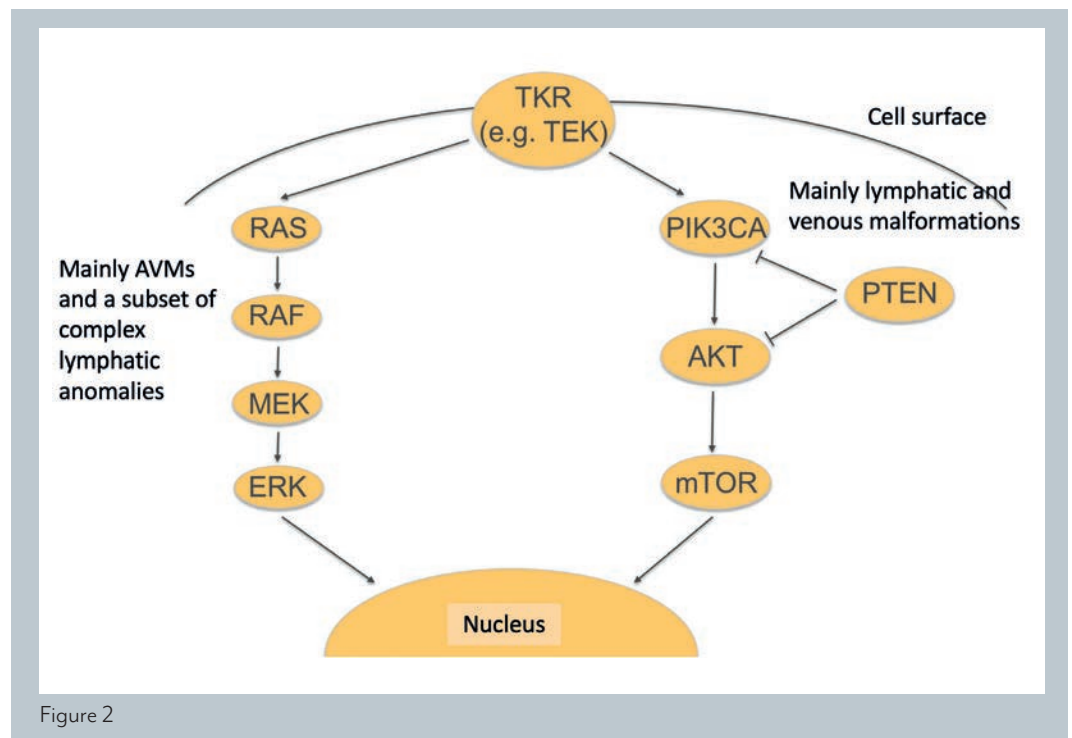 TKR
(e.g. TEK)
Cell surface
Mainly lymphatic and
venous malformations
RAS
PIK3CA
Mainly AVMs
and a subset of
complex
lymphatic
anomalies
RAF
PTEN
AKT
MEK
ERK
mTOR
Nucleus
Figure 2